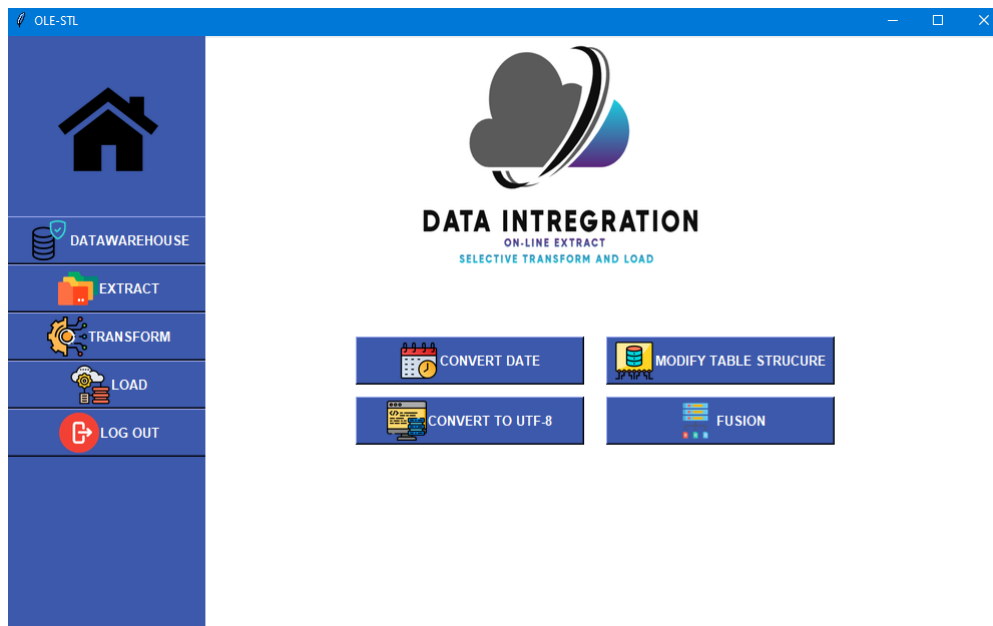 OLE-STL
DATAWAREHOUSE
EXTRACT
TRANSFORM
LOAD
LOG OUT
DATA INTREGRATION
ON-LINE EXTRACT
SELECTIVE TRANSFORM AND LOAD
CONVERT DATE
MODIFY TABLE STRUCURE
CONVERT TO UTF-8
FUSION